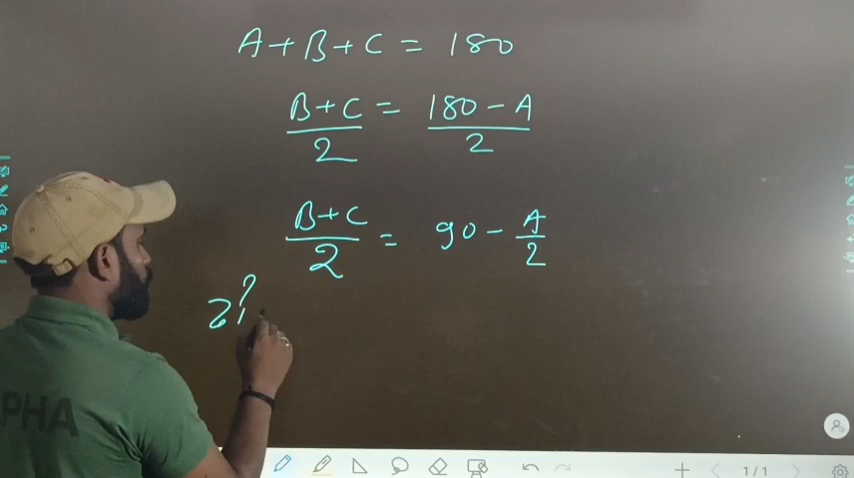 A+B+C = 180
B+C/2 = 180-A/2
B+C/2 = 90 - A/2
PHA
1/1